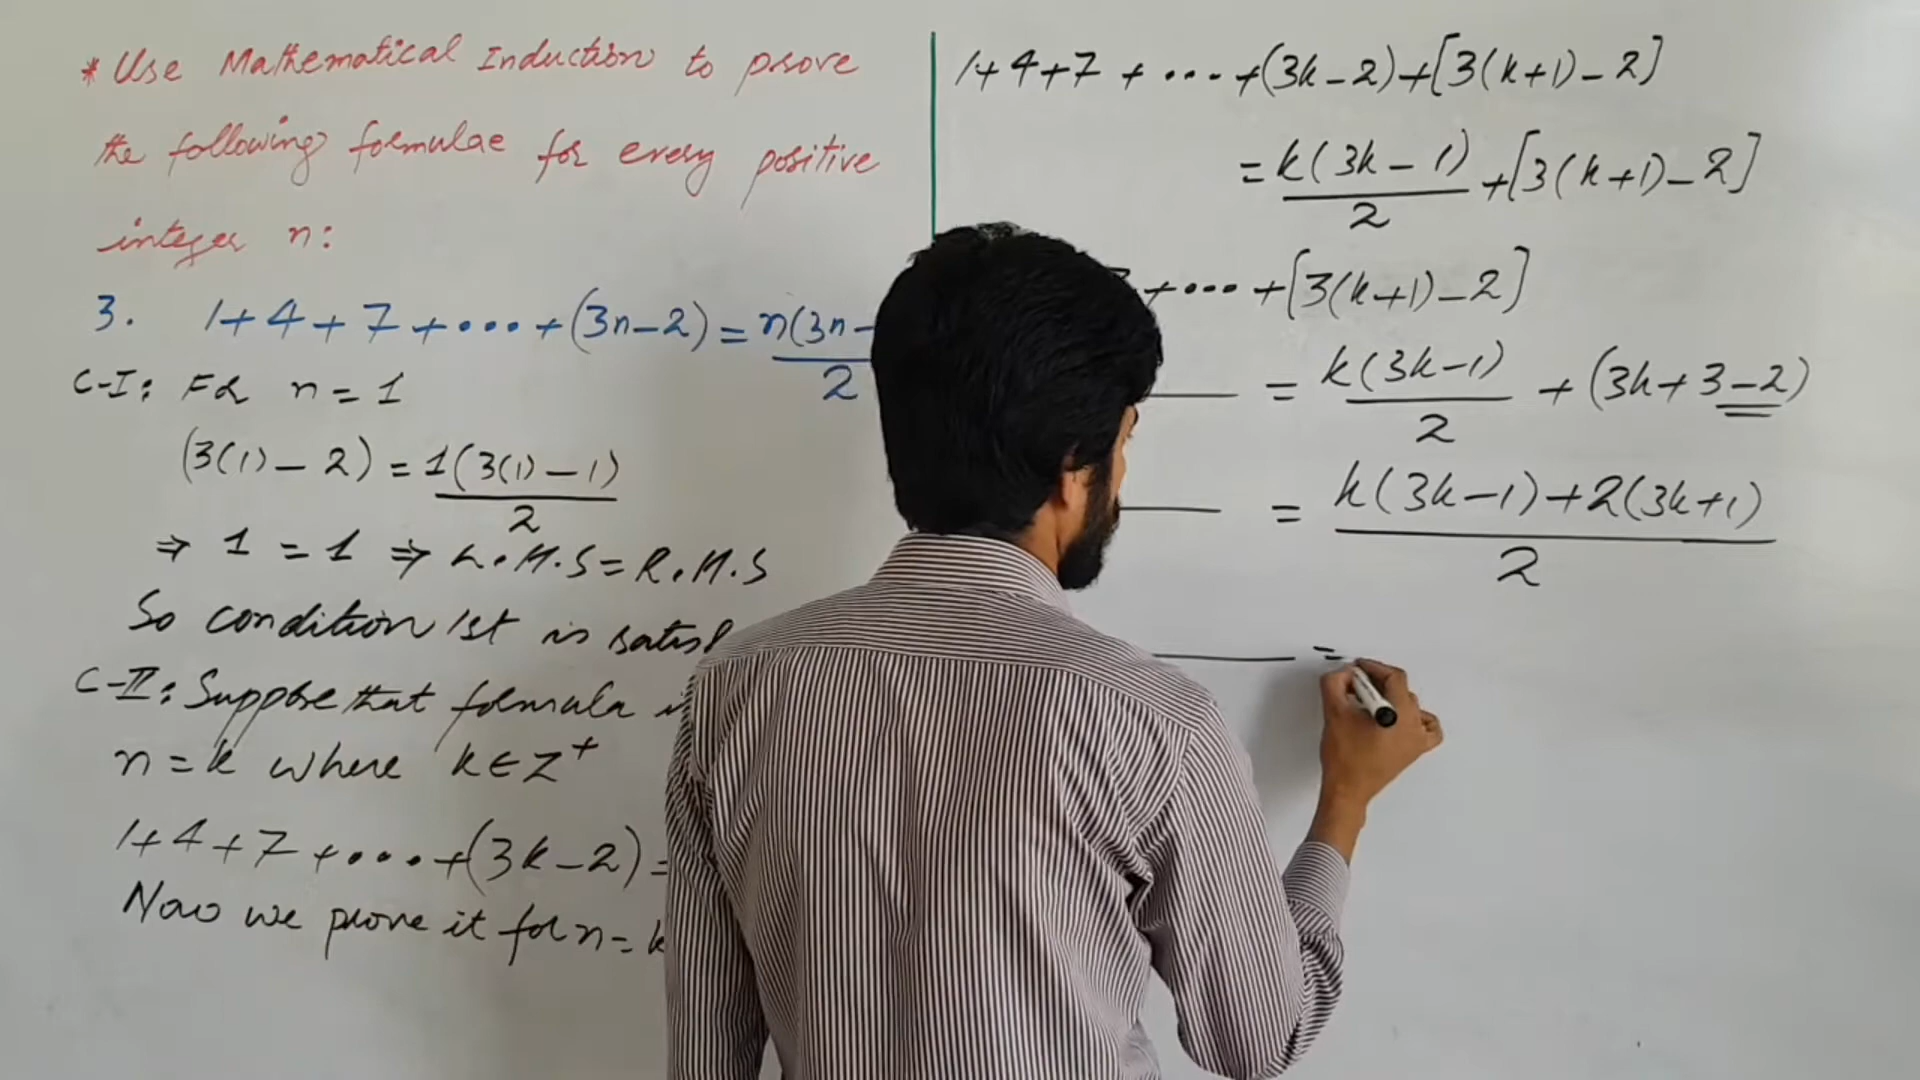 * Use Mathematical Induction to prove
the following formulae for every positive
integer n:
3. 1+4+7+...+(3n-2)=n(3n-
2
C-I: For n = 1
(3(1)-2) = 1(3(1)-1)
2
⇒ 1 = 1 ⇒ L.H.S=R.H.S
So condition 1st is
C-II: Suppose that formula
n=k where k∈Z⁺
1+4+7+...+(3k-2)=
Now we prove it for n=k
1+4+7+...+(3k-2)+[3(k+1)-2]
=k(3k-1)/2+[3(k+1)-2]
+...+[3(k+1)-2]
= k(3k-1)/2 + (3k+3-2)
= k(3k-1)+2(3k+1)
2
=